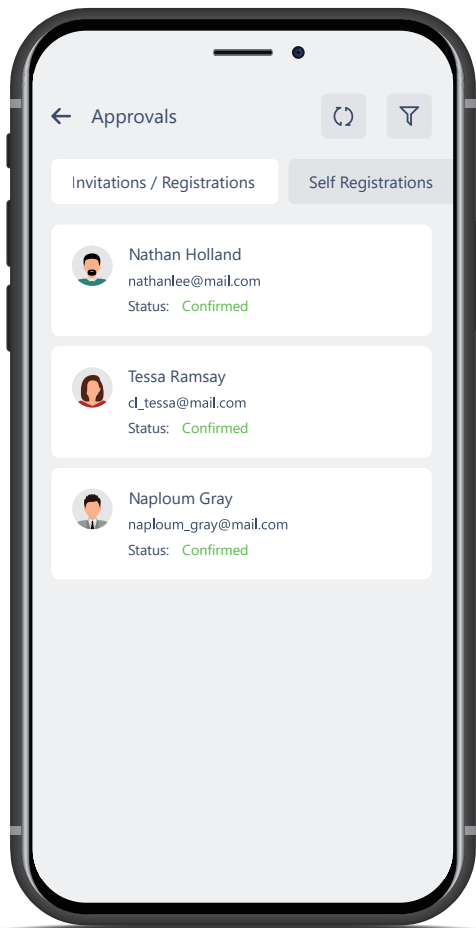 Approvals
Invitations / Registrations
Self Registrations
Nathan Holland
nathanlee@mail.com
Status: Confirmed
Tessa Ramsay
cl_tessa@mail.com
Status: Confirmed
Naploum Gray
naploum_gray@mail.com
Status: Confirmed